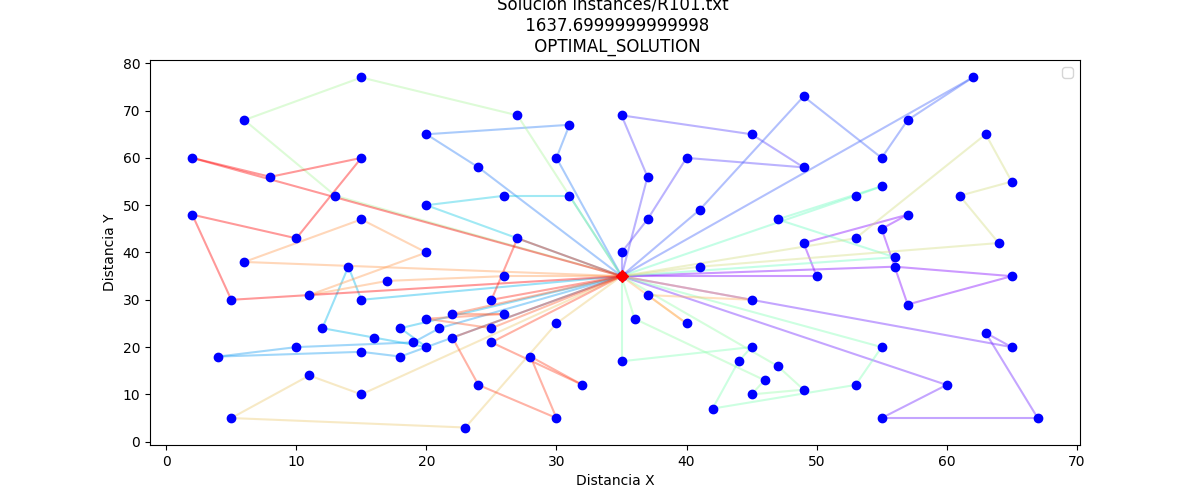 Solucion instances/R101.txt
1637.6999999999998
OPTIMAL_SOLUTION
80
70
60
50
40
30
20
10
0
Distancia Y
0 10 20 30 40 50 60 70
Distancia X